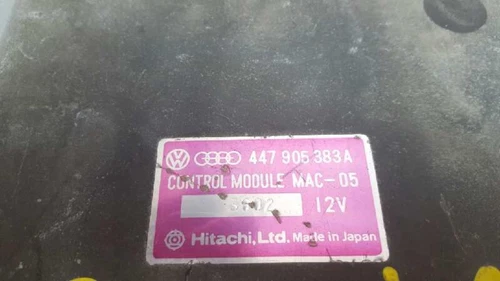 447 905 383A
CONTROL MODULE MAC-05
12V
Hitachi, Ltd. Made in Japan